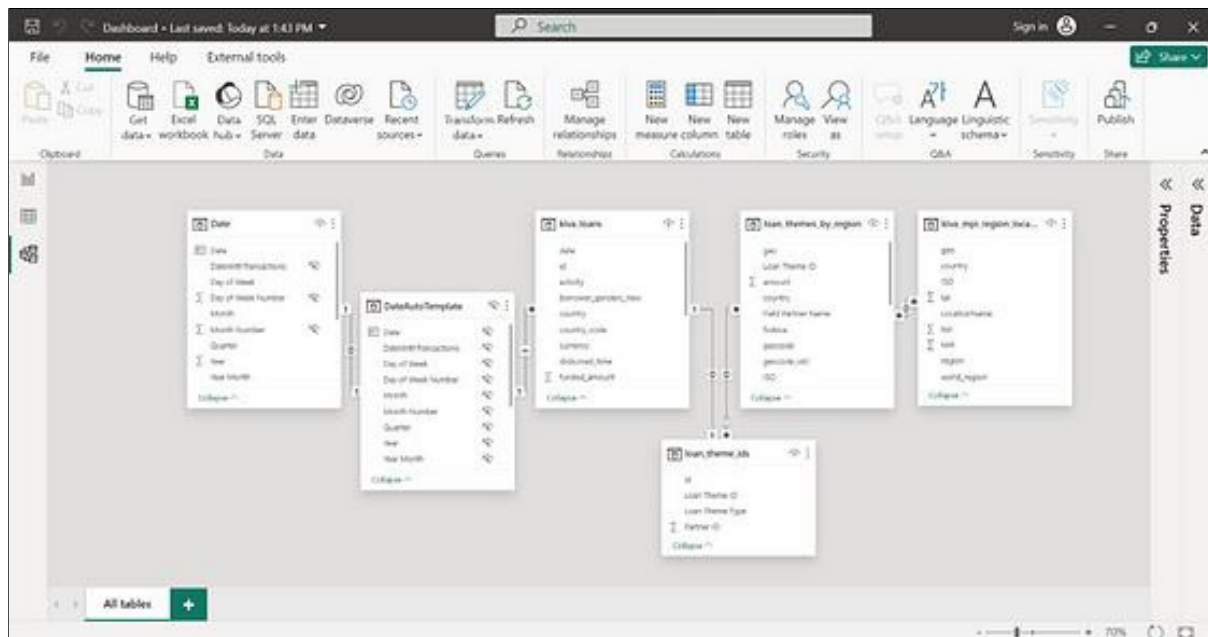 Dashboard • Last saved: Today at 1:43 PM
Search
Sign in
File Home Help External tools
Share
Paste
Cut
Copy
Get data
Excel workbook
Data hub
SQL Server
Enter data
Dataverse
Recent sources
Transform data
Refresh
Manage relationships
New measure
New column
New table
Manage roles
View as
Q&A setup
Language
Linguistic schema
Sensitivity
Publish
Clipboard
Data
Queries
Relationships
Calculations
Security
Q&A
Sensitivity
Share
Properties
Data
Date
Date
DatesWithTransactions
Day of Week
Day of Week Number
Month
Month Number
Quarter
Year
Year Month
Collapse
DateAutoTemplate
Date
DatesWithTransactions
Day of Week
Day of Week Number
Month
Month Number
Quarter
Year
Year Month
Collapse
kiva_loans
date
id
activity
borrower_genders_new
country
country_code
currency
disbursed_time
funded_amount
Collapse
loan_themes_by_region
geo
Loan Theme ID
amount
country
Field Partner Name
forkiva
geocode
geocode_old
ISO
Collapse
kiva_mpi_region_loca...
geo
country
ISO
lat
LocationName
lon
region
world_region
Collapse
loan_theme_ids
id
Loan Theme ID
Loan Theme Type
Partner ID
Collapse
All tables
70%